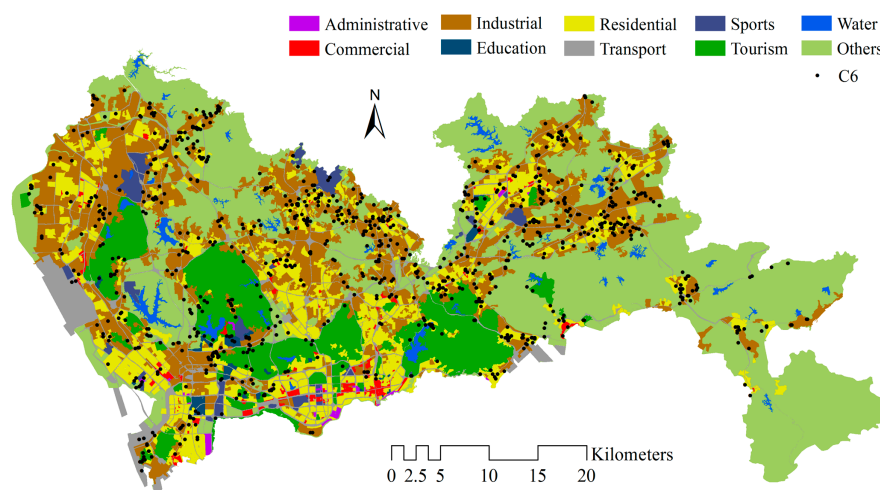 Administrative Industrial Residential Sports Water
Commercial Education Transport Tourism Others
C6
N
Kilometers
0 2.5 5 10 15 20